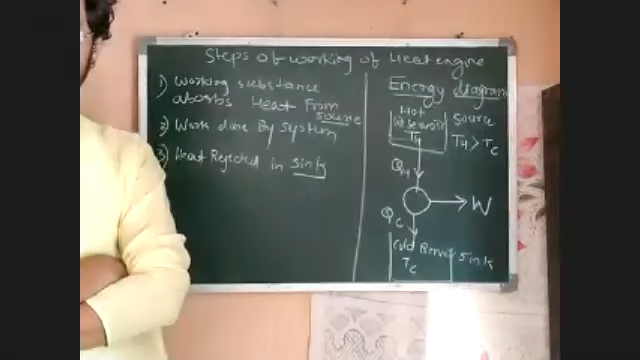 Steps of working of Heat engine
1) Working substance
absorbs Heat From
source
2) Work done By system
3) Heat Rejected in sink
Energy diagram
Hot
Reservoir
TH
Source
TH > TC
QH
W
QC
Cold
sink
TC